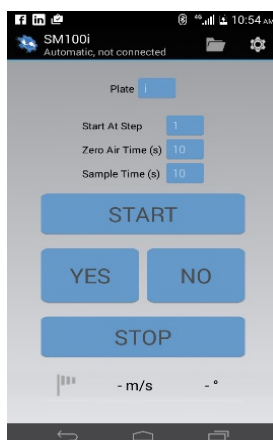 10:54 AM
SM100i
Automatic, not connected
Plate i
Start At Step 1
Zero Air Time (s) 10
Sample Time (s) 10
START
YES NO
STOP
- m/s - °